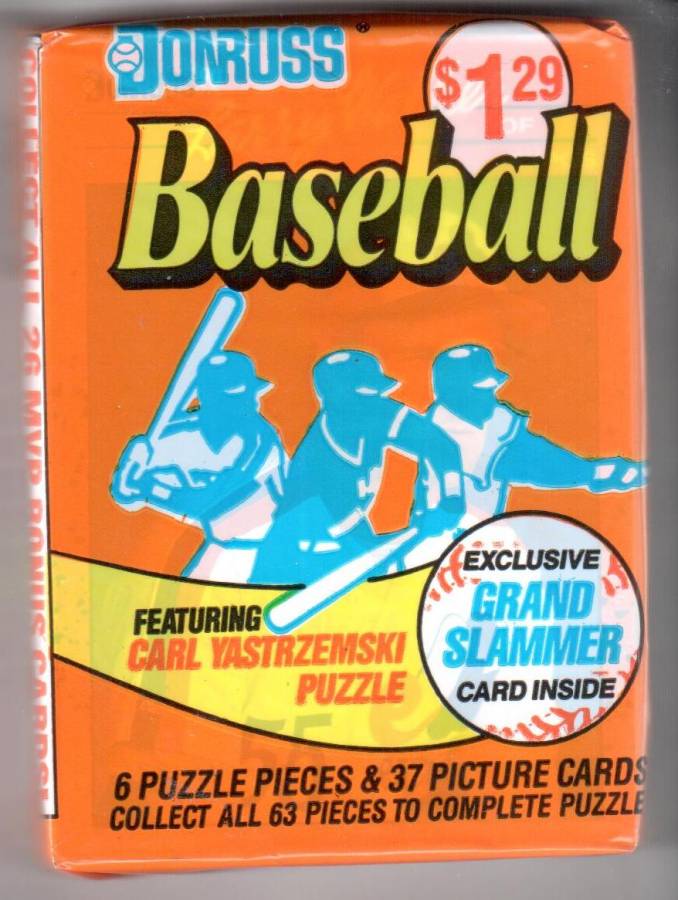 DONRUSS®
$1 29
OF
Baseball
COLLECT ALL 26 MVP BONUS CARDS!
EXCLUSIVE
GRAND
SLAMMER
CARD INSIDE
FEATURING
CARL YASTRZEMSKI
PUZZLE
6 PUZZLE PIECES & 37 PICTURE CARDS
COLLECT ALL 63 PIECES TO COMPLETE PUZZLE